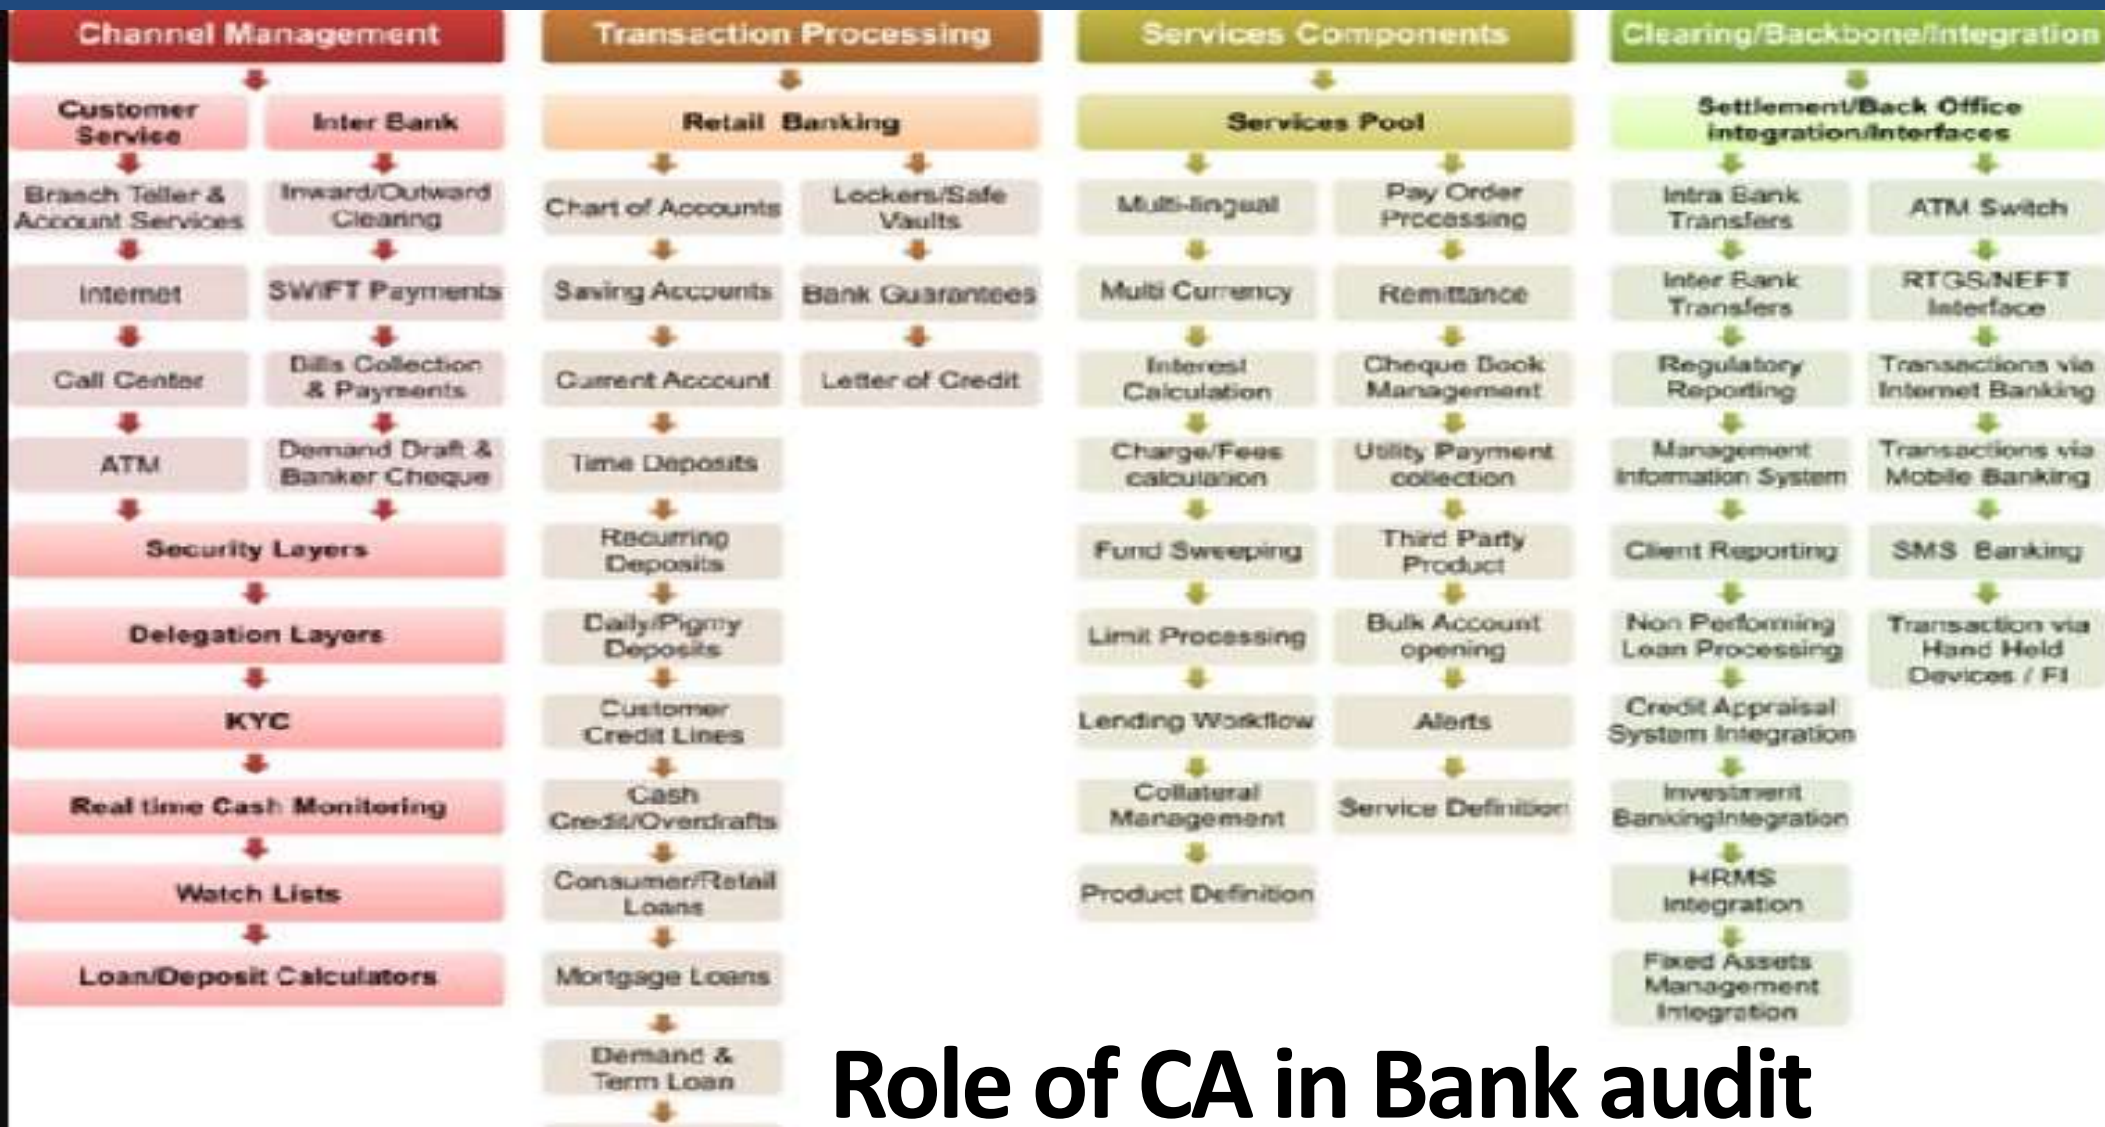 Channel Management
Customer
Service
Inter Bank
Branch Teller &
Account Services
Internet
Call Center
ATM
Inward/Outward
Clearing
SWIFT Payments
Bills Collection
& Payments
Demand Draft &
Banker Cheque
Security Layers
Delegation Layers
KYC
Real time Cash Monitoring
Watch Lists
Loan/Deposit Calculators
Transaction Processing
Retail Banking
Chart of Accounts
Saving Accounts
Current Account
Time Deposits
Recurring
Deposits
Daily/Pigmy
Deposits
Customer
Credit Lines
Cash
Credit/Overdrafts
Consumer/Retail
Loans
Mortgage Loans
Demand &
Term Loan
Lockers/Safe
Vaults
Bank Guarantees
Letter of Credit
Services Components
Services Pool
Multi-lingual
Multi Currency
Interest
Calculation
Charge/Fees
calculation
Fund Sweeping
Limit Processing
Lending Workflow
Collateral
Management
Product Definition
Pay Order
Processing
Remittance
Cheque Book
Management
Utility Payment
collection
Third Party
Product
Bulk Account
opening
Alerts
Service Definition
Clearing/Backbone/Integration
Settlement/Back Office
integration/Interfaces
Intra Bank
Transfers
Inter Bank
Transfers
Regulatory
Reporting
Management
Information System
Client Reporting
Non Performing
Loan Processing
Credit Appraisal
System Integration
Investment
BankingIntegration
HRMS
Integration
Fixed Assets
Management
Integration
ATM Switch
RTGS/NEFT
Interface
Transactions via
Internet Banking
Transactions via
Mobile Banking
SMS Banking
Transaction via
Hand Held
Devices / FI
Role of CA in Bank audit